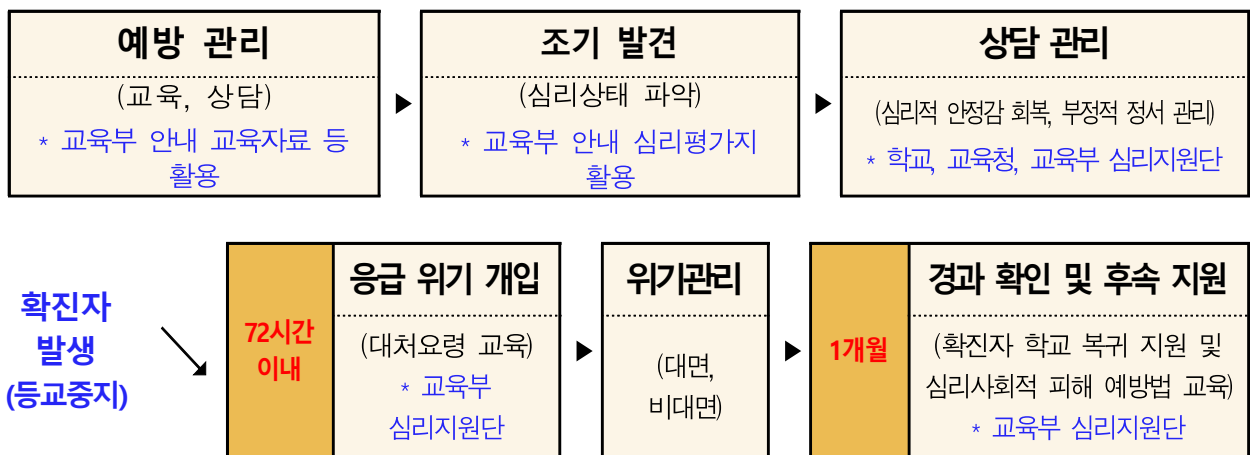 예방 관리
(교육, 상담)
* 교육부 안내 교육자료 등
활용
▶
조기 발견
(심리상태 파악)
* 교육부 안내 심리평가지
활용
▶
상담 관리
(심리적 안정감 회복, 부정적 정서 관리)
* 학교, 교육청, 교육부 심리지원단
확진자
발생
(등교중지)
72시간
이내
응급 위기 개입
(대처요령 교육)
* 교육부
심리지원단
▶
위기관리
(대면,
비대면)
▶
1개월
경과 확인 및 후속 지원
(확진자 학교 복귀 지원 및
심리사회적 피해 예방법 교육)
* 교육부 심리지원단